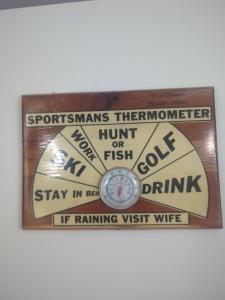 SPORTSMANS THERMOMETER
STAY IN BED
SKI
WORK
HUNT
OR
FISH
GOLF
DRINK
IF RAINING VISIT WIFE